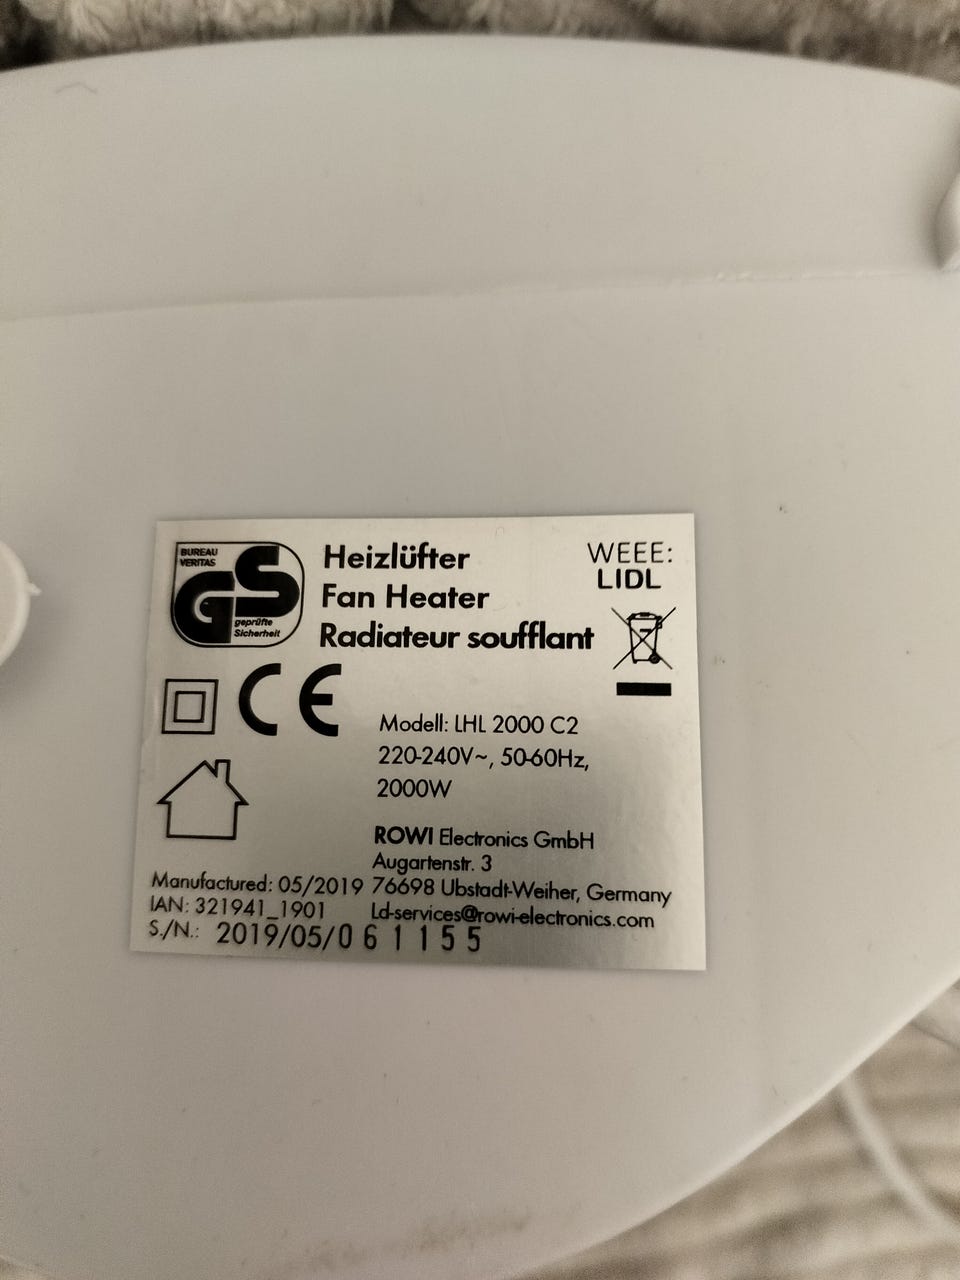 BUREAU
VERITAS
GS
geprüfte
Sicherheit
Heizlüfter
Fan Heater
Radiateur soufflant
WEEE:
LIDL
CE
Modell: LHL 2000 C2
220-240V~, 50-60Hz,
2000W
ROWI Electronics GmbH
Augartenstr. 3
76698 Ubstadt-Weiher, Germany
Ld-services@rowi-electronics.com
Manufactured: 05/2019
IAN: 321941_1901
S./N.: 2019/05/061155